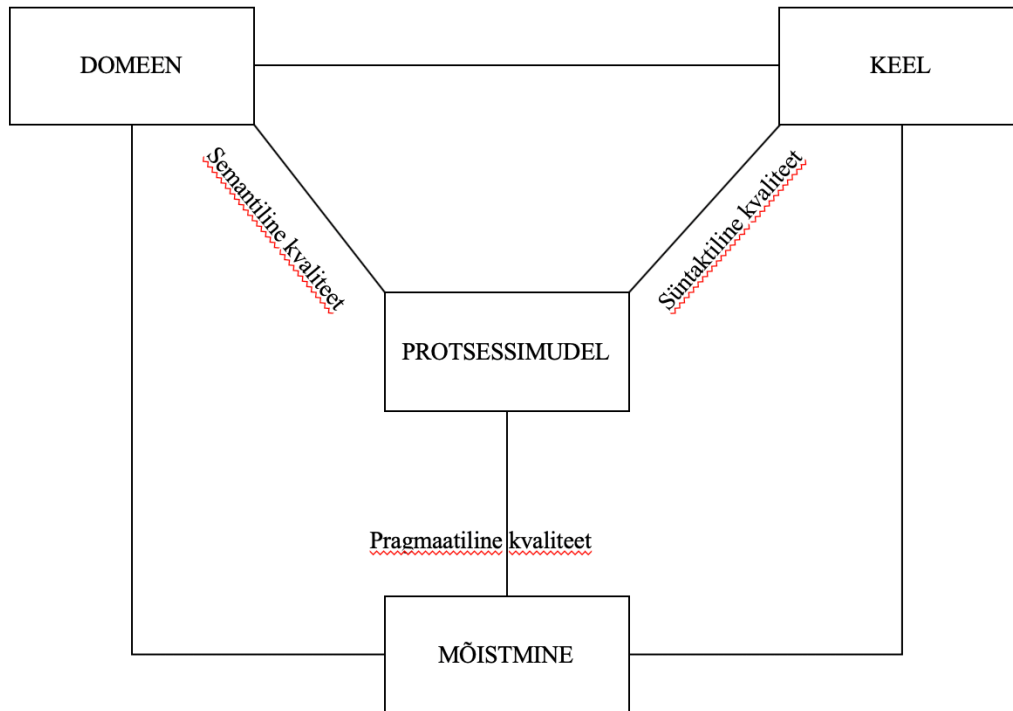 DOMEEN
KEEL
Semantiline kvaliteet
Süntaktiline kvaliteet
PROTSESSIMUDEL
Pragmaatiline kvaliteet
MÕISTMINE